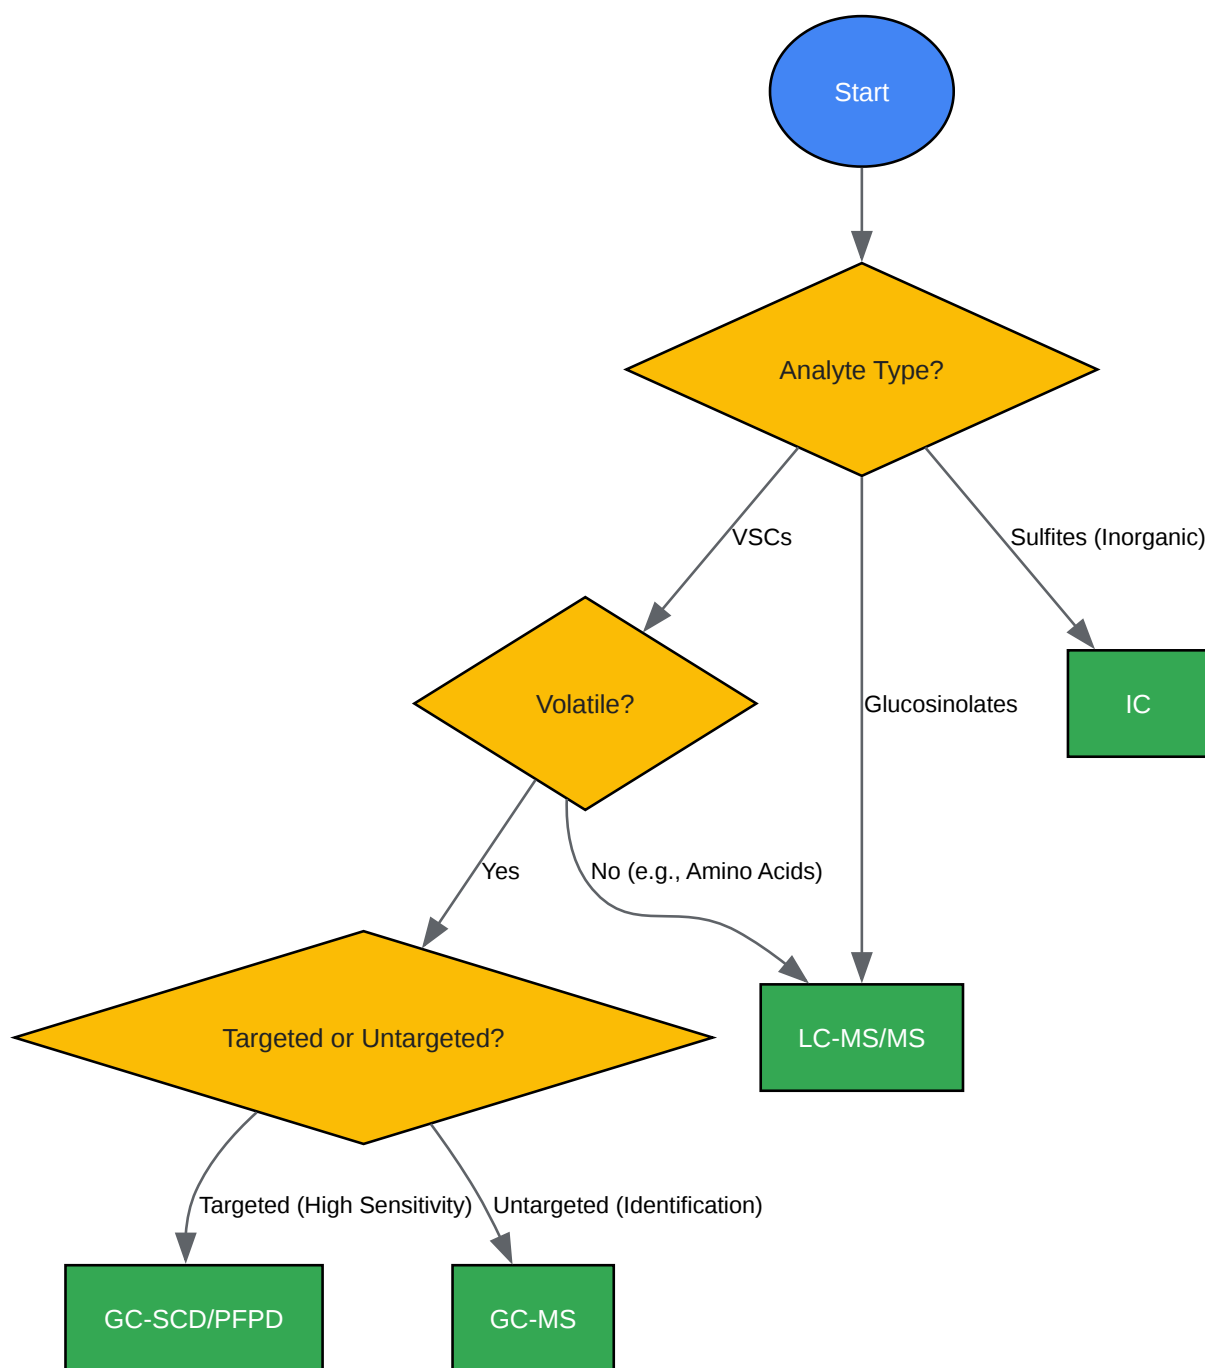 Start
Analyte Type?
VSCs
Sulfites (Inorganic)
Volatile?
Glucosinolates
IC
Yes
No (e.g., Amino Acids)
Targeted or Untargeted?
LC-MS/MS
Targeted (High Sensitivity)
Untargeted (Identification)
GC-SCD/PFPD
GC-MS